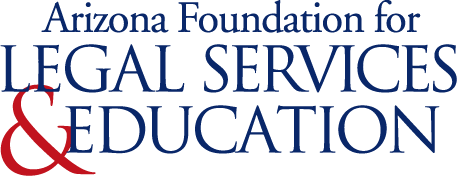 Arizona Foundation for
LEGAL SERVICES
& EDUCATION